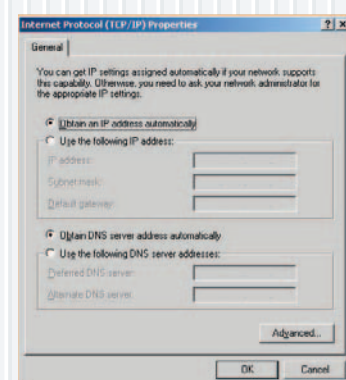 Internet Protocol (TCP/IP) Properties
General
You can get IP settings assigned automatically if your network supports
this capability. Otherwise, you need to ask your network administrator for
the appropriate IP settings.
Obtain an IP address automatically
Use the following IP address:
IP address:
Subnet mask:
Default gateway:
Obtain DNS server address automatically
Use the following DNS server addresses:
Preferred DNS server:
Alternate DNS server:
Advanced...
OK Cancel